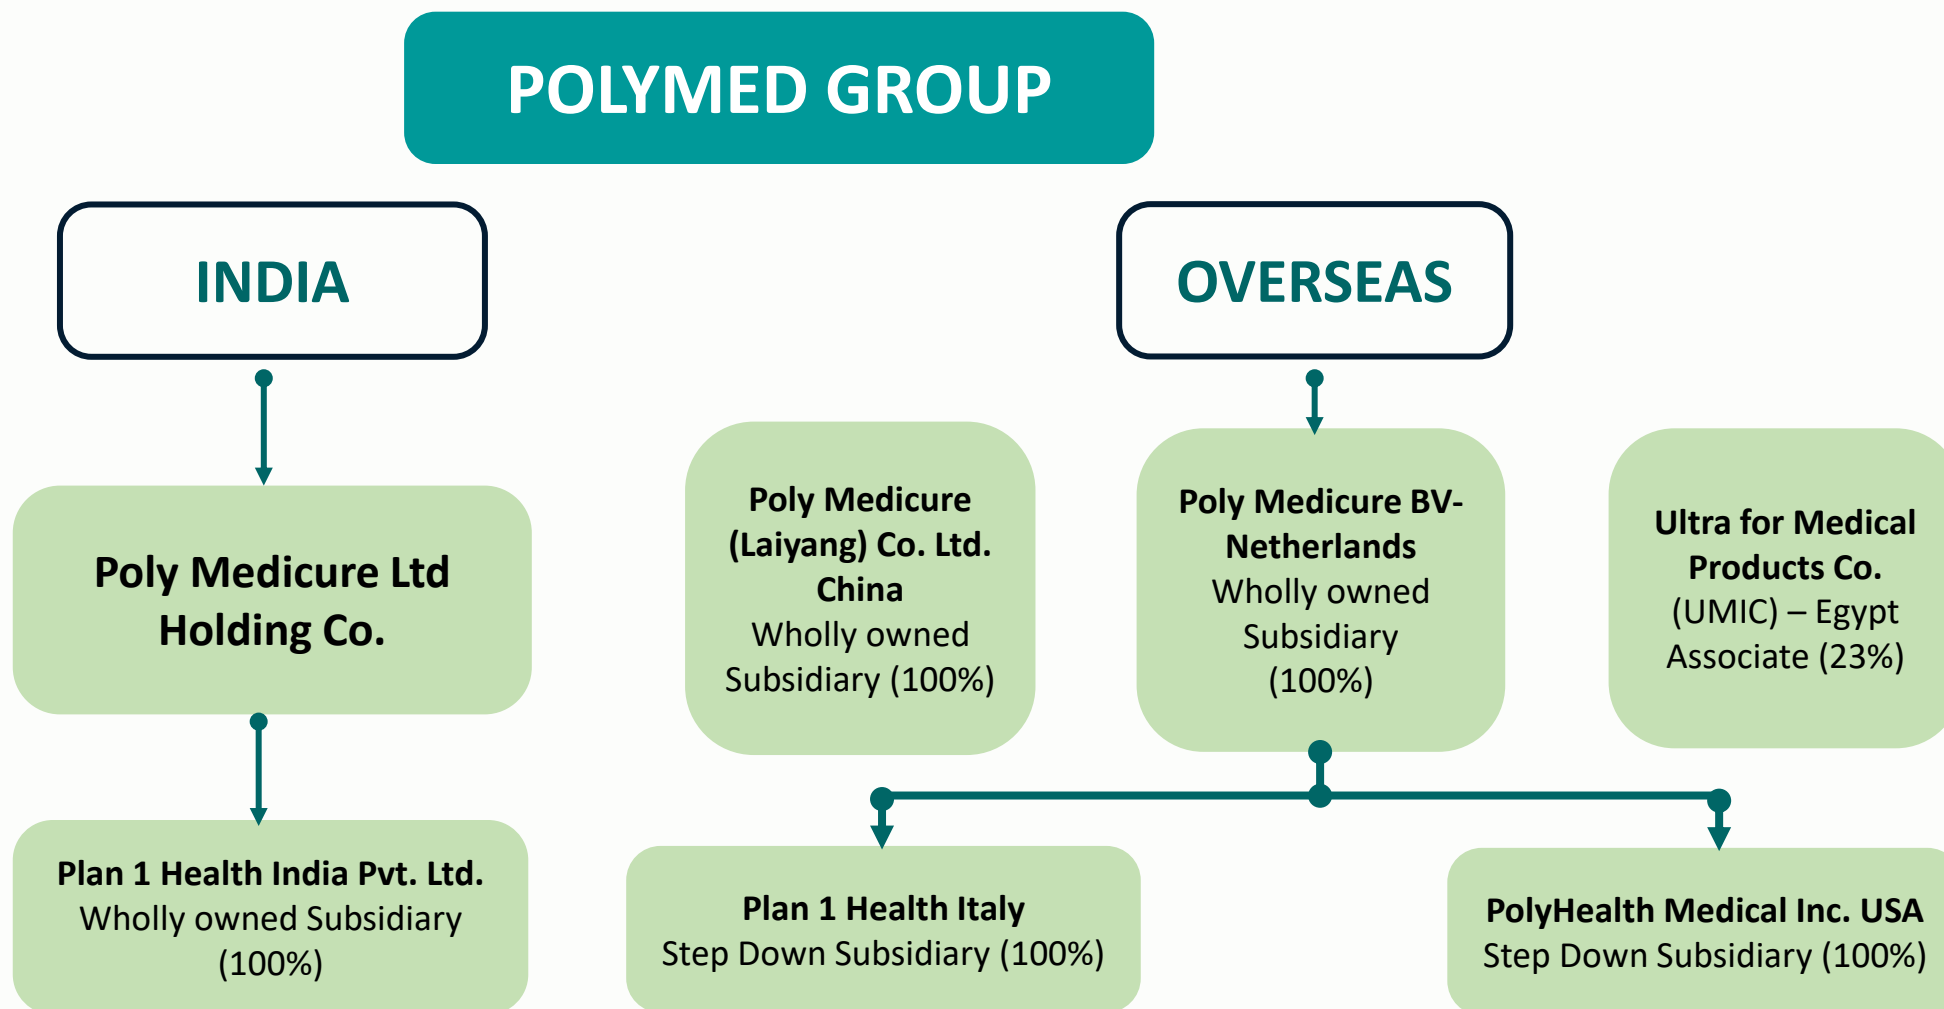 POLYMED GROUP
INDIA
OVERSEAS
Poly Medicure Ltd
Holding Co.
Plan 1 Health India Pvt. Ltd.
Wholly owned Subsidiary
(100%)
Poly Medicure
(Laiyang) Co. Ltd.
China
Wholly owned
Subsidiary (100%)
Poly Medicure BV-
Netherlands
Wholly owned
Subsidiary
(100%)
Ultra for Medical
Products Co.
(UMIC) – Egypt
Associate (23%)
Plan 1 Health Italy
Step Down Subsidiary (100%)
PolyHealth Medical Inc. USA
Step Down Subsidiary (100%)